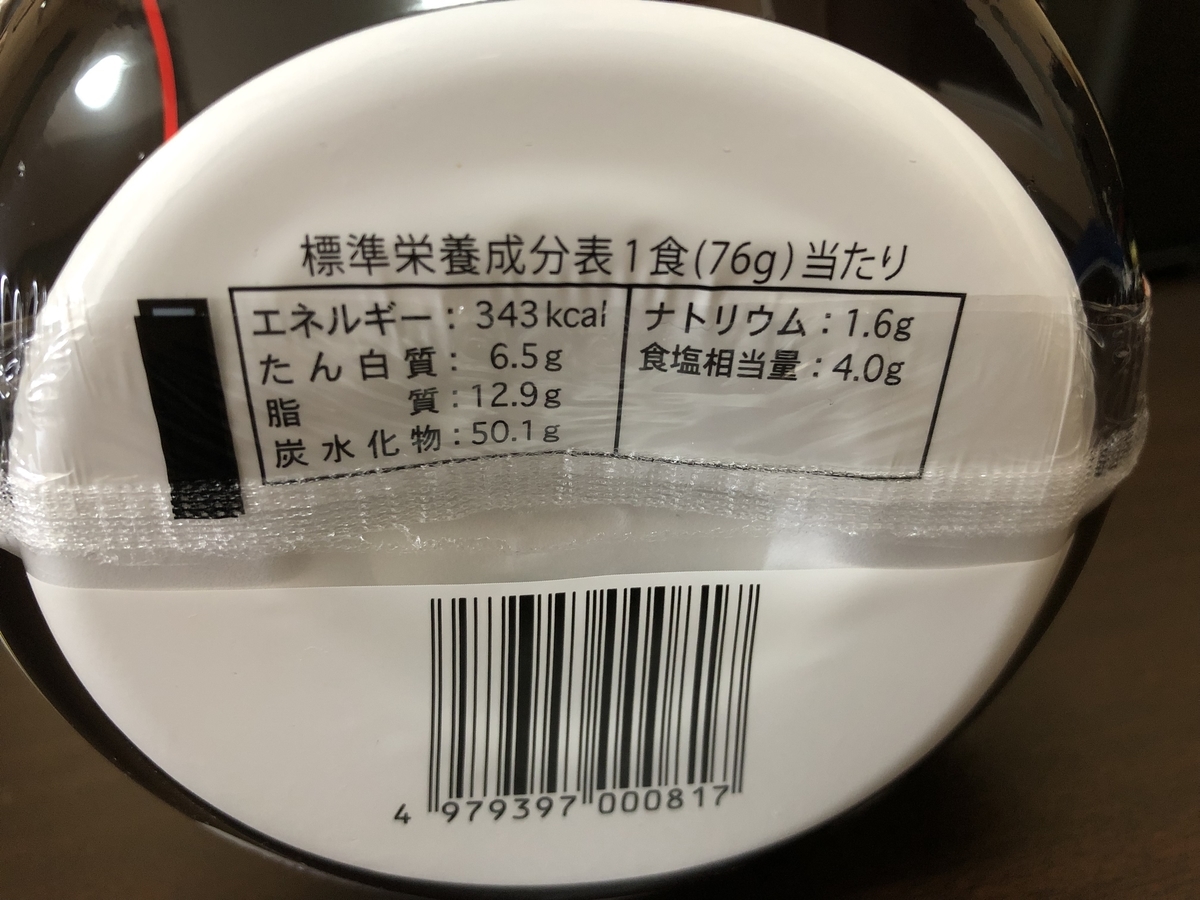 標準栄養成分表1食(76g)当たり
エネルギー: 343kcal
たん白質: 6.5g
脂質: 12.9g
炭水化物: 50.1g
ナトリウム: 1.6g
食塩相当量: 4.0g
4 979397 000817